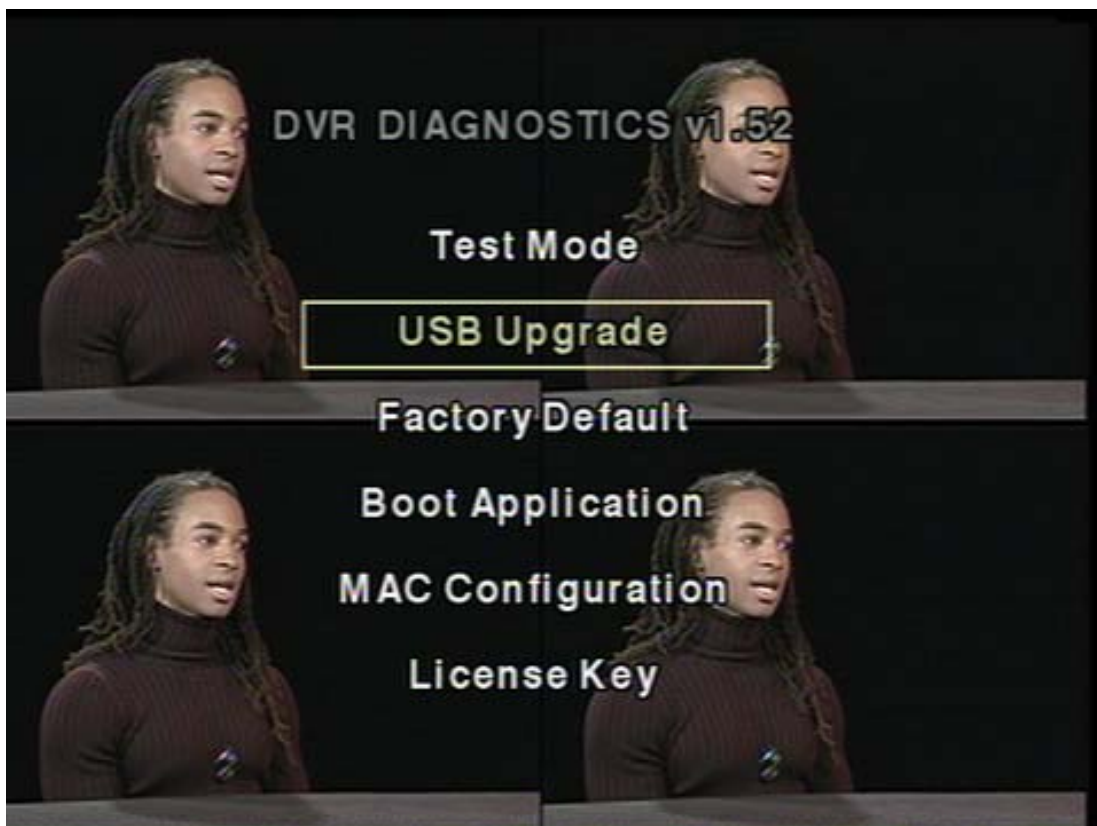 DVR DIAGNOSTICS v1.52
Test Mode
USB Upgrade
Factory Default
Boot Application
MAC Configuration
License Key